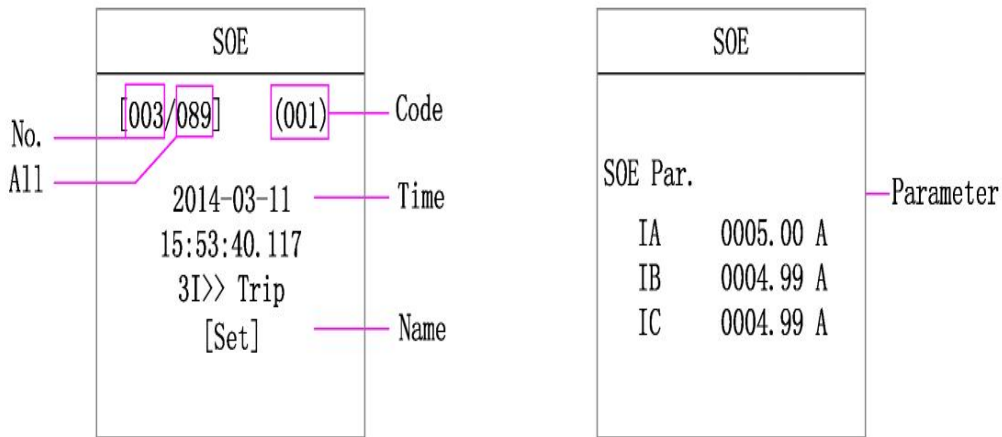 SOE
[003/089] (001)
Code
No.
All
2014-03-11
Time
15:53:40.117
3I>> Trip
[Set]
Name
SOE
SOE Par.
Parameter
IA 0005.00 A
IB 0004.99 A
IC 0004.99 A